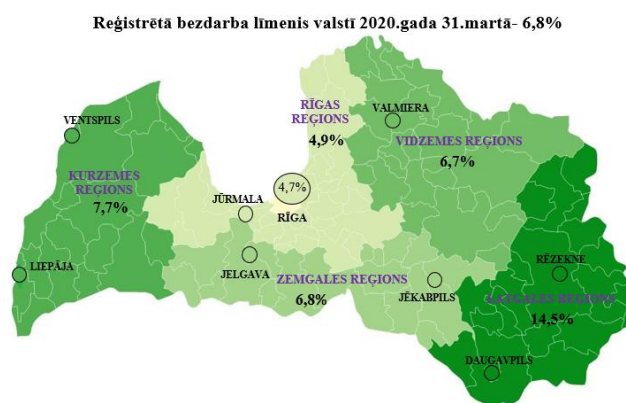 Reģistrētā bezdarba līmenis valstī 2020.gada 31.martā- 6,8%
RĪGAS
REĢIONS
4,9%
VALMIERA
VENTSPILS
VIDZEMES REĢIONS
6,7%
KURZEMES
REĢIONS
7,7%
4,7%
JŪRMALA
RĪGA
RĒZEKNE
LIEPĀJA
JELGAVA
ZEMGALES REĢIONS
6,8%
JĒKABPILS
LATGALES REĢIONS
14,5%
DAUGAVPILS